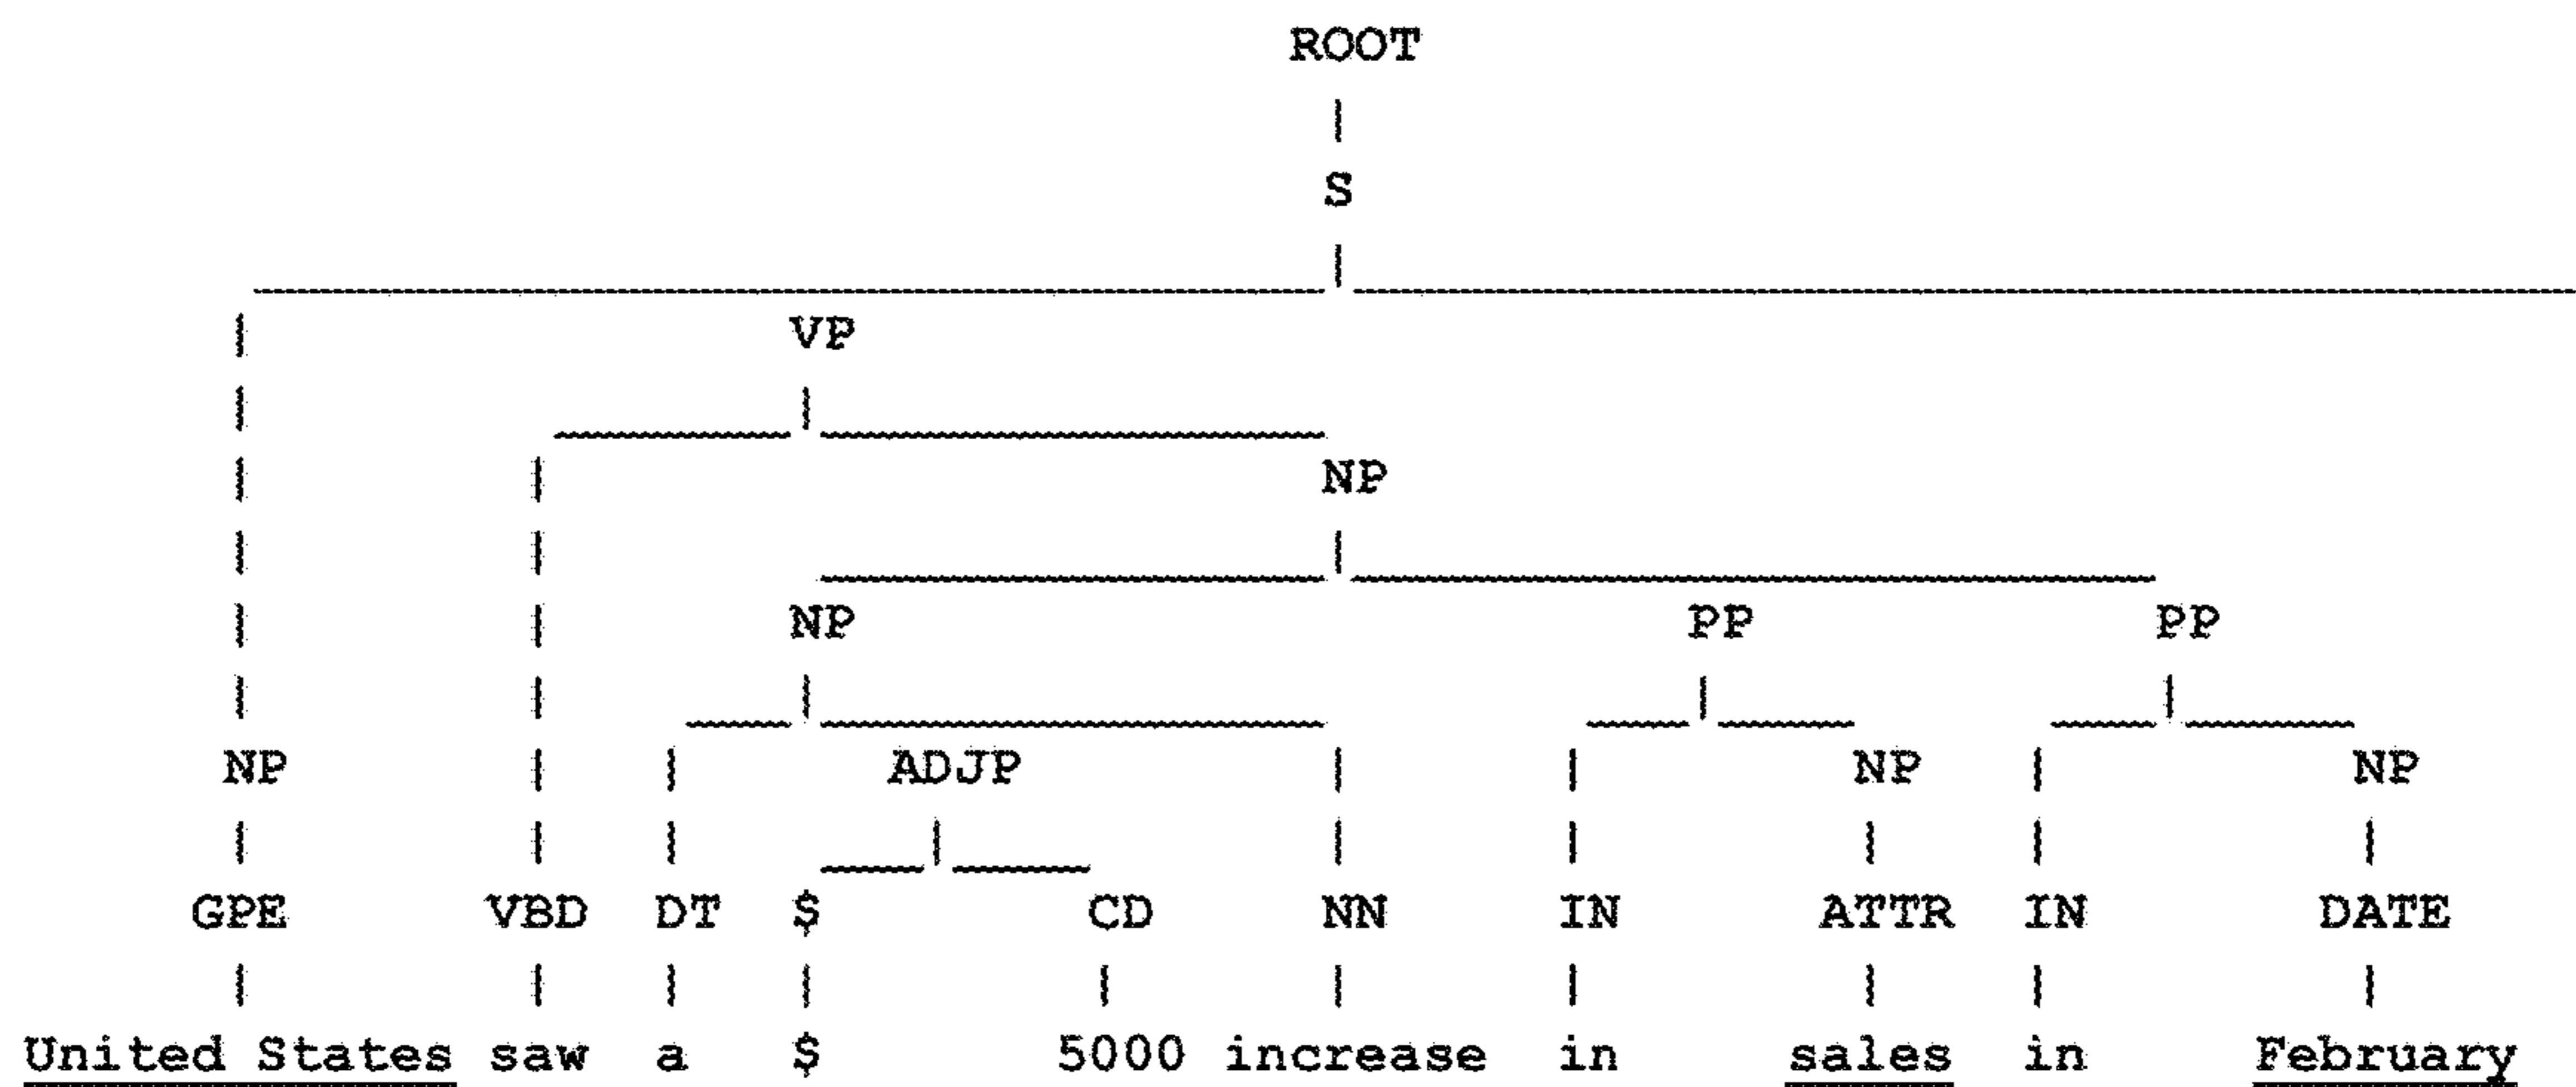 ROOT
S
VP
NP
NP PP PP
NP ADJP NP NP
GPE VBD DT $ CD NN IN ATTR IN DATE
United States saw a $ 5000 increase in sales in February